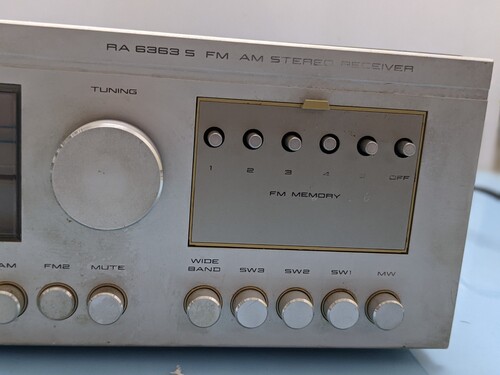 RA 6363 S FM AM STEREO RECEIVER
TUNING
1 2 3 4 OFF
FM MEMORY
AM FM2 MUTE
WIDE
BAND SW3 SW2 SW1 MW